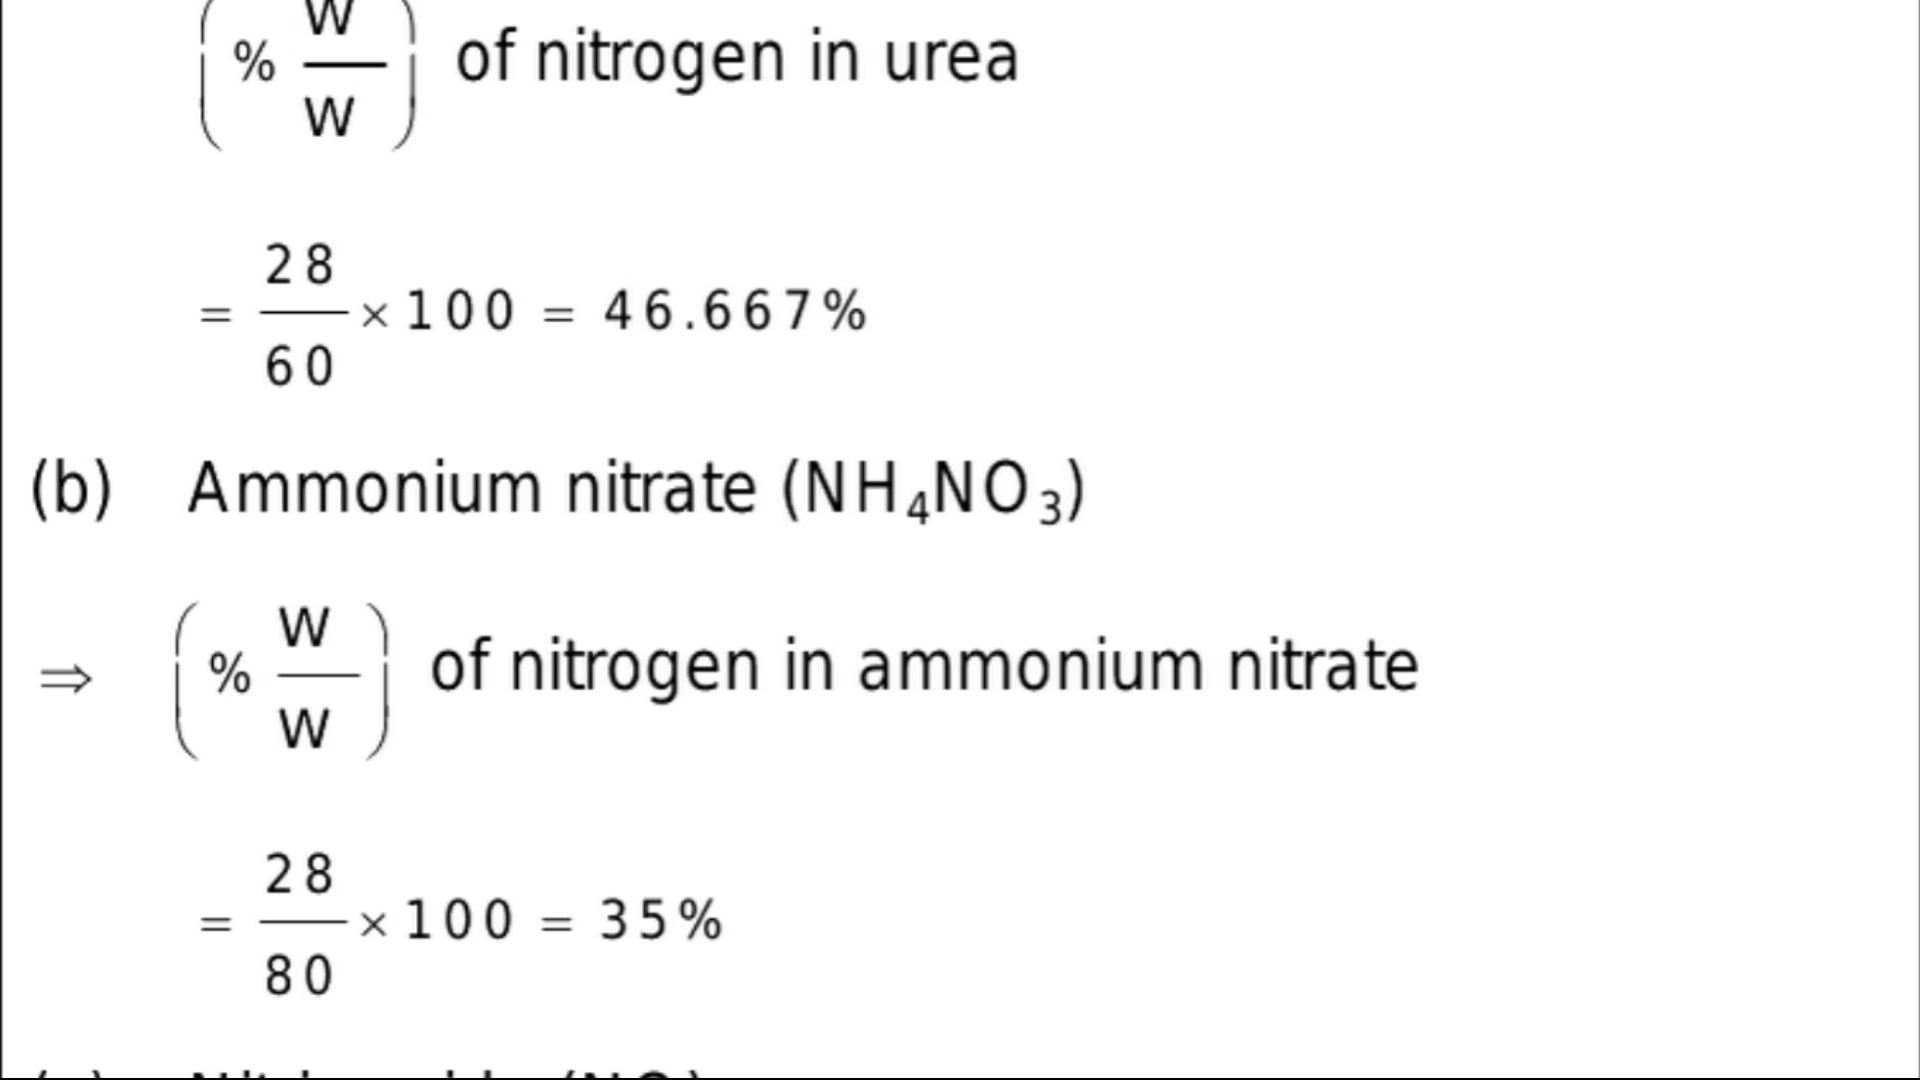 (% W/W) of nitrogen in urea
= 28/60 × 100 = 46.667%
(b) Ammonium nitrate (NH₄NO₃)
⇒ (% W/W) of nitrogen in ammonium nitrate
= 28/80 × 100 = 35%